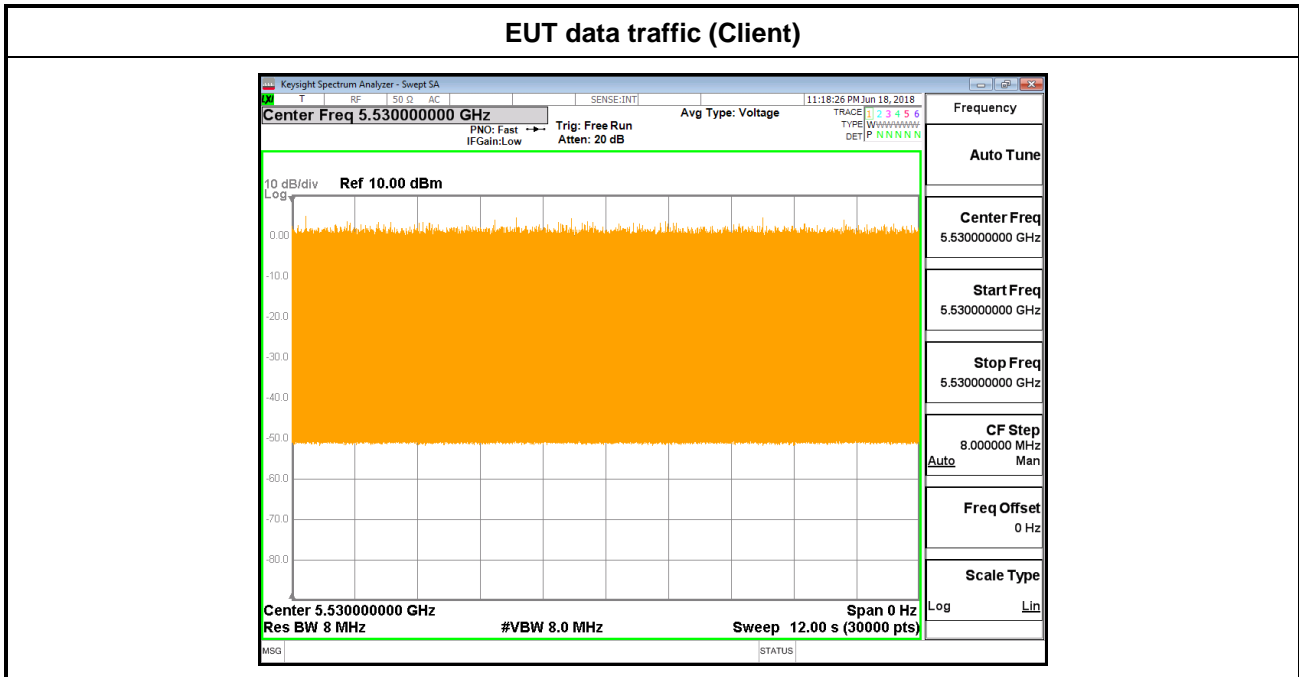 EUT data traffic (Client)
Keysight Spectrum Analyzer - Swept SA
LXI T RF 50 Ω AC SENSE:INT 11:18:26 PM Jun 18, 2018
Center Freq 5.530000000 GHz
PNO: Fast
IFGain:Low
Trig: Free Run
Atten: 20 dB
Avg Type: Voltage
TRACE 1 2 3 4 5 6
TYPE WWWWWW
DET P N N N N N
10 dB/div
Log
Ref 10.00 dBm
0.00
-10.0
-20.0
-30.0
-40.0
-50.0
-60.0
-70.0
-80.0
Center 5.530000000 GHz Span 0 Hz
Res BW 8 MHz #VBW 8.0 MHz Sweep 12.00 s (30000 pts)
MSG STATUS
Frequency
Auto Tune
Center Freq
5.530000000 GHz
Start Freq
5.530000000 GHz
Stop Freq
5.530000000 GHz
CF Step
8.000000 MHz
Auto Man
Freq Offset
0 Hz
Scale Type
Log Lin